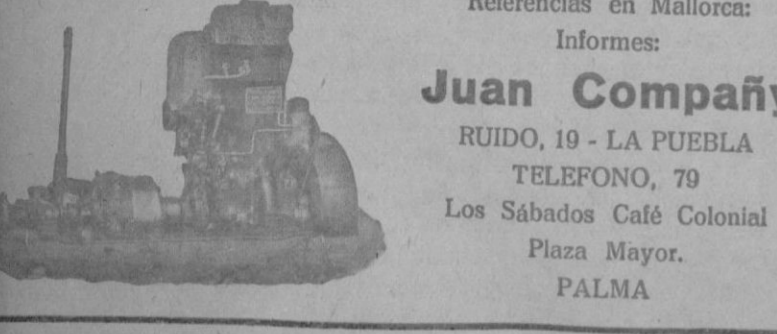 Referencias en Mallorca:
Informes:
Juan Compañy
RUIDO, 19 - LA PUEBLA
TELEFONO, 79
Los Sábados Café Colonial
Plaza Mayor.
PALMA